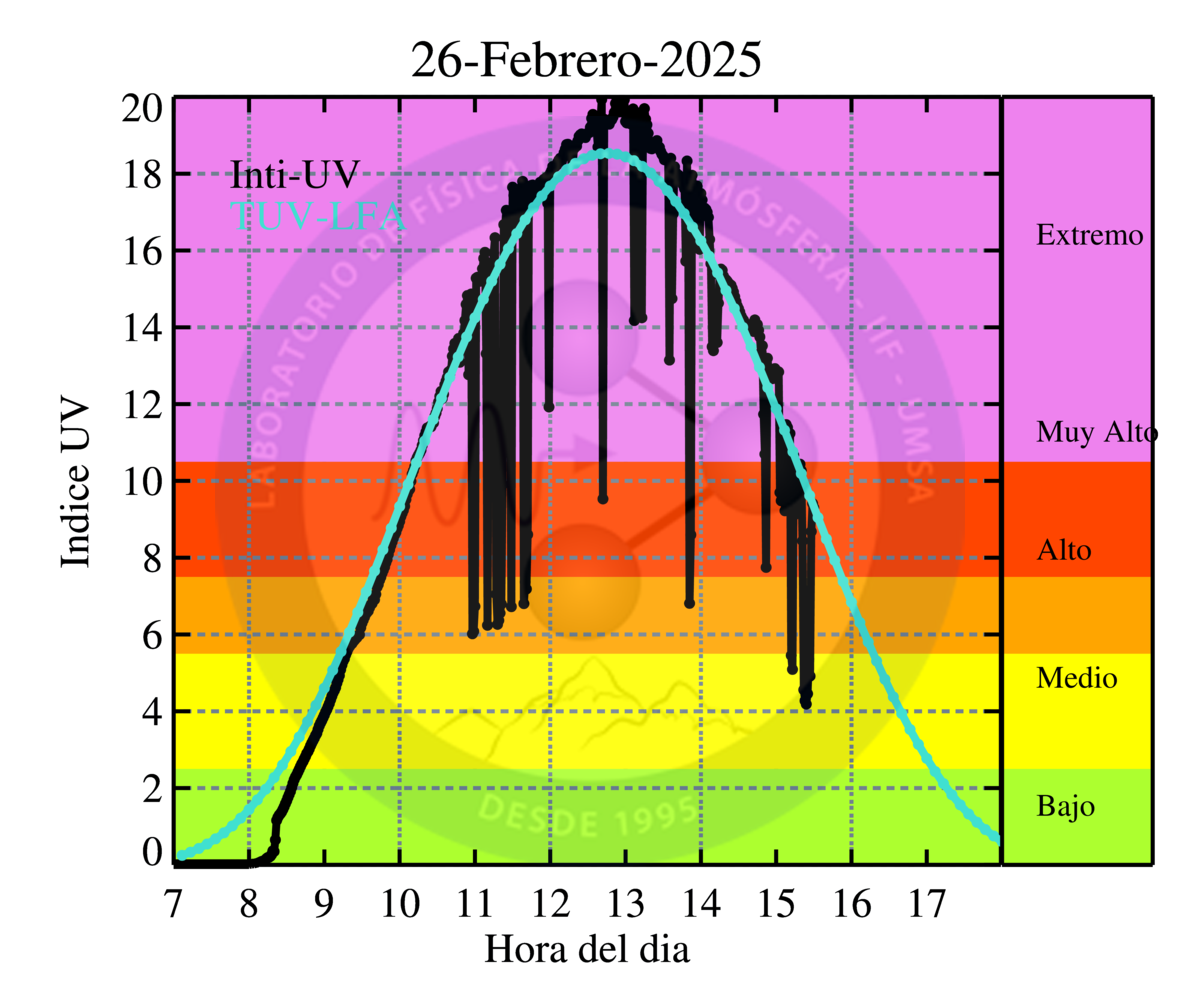 26-Febrero-2025
20
18
16
14
12
10
8
6
4
2
0
Indice UV
Inti-UV
TUV-LFA
LABORATORIO DE FÍSICA DE LA ATMÓSFERA - IIF - UMSA
DESDE 1995
Extremo
Muy Alto
Alto
Medio
Bajo
7 8 9 10 11 12 13 14 15 16 17
Hora del dia